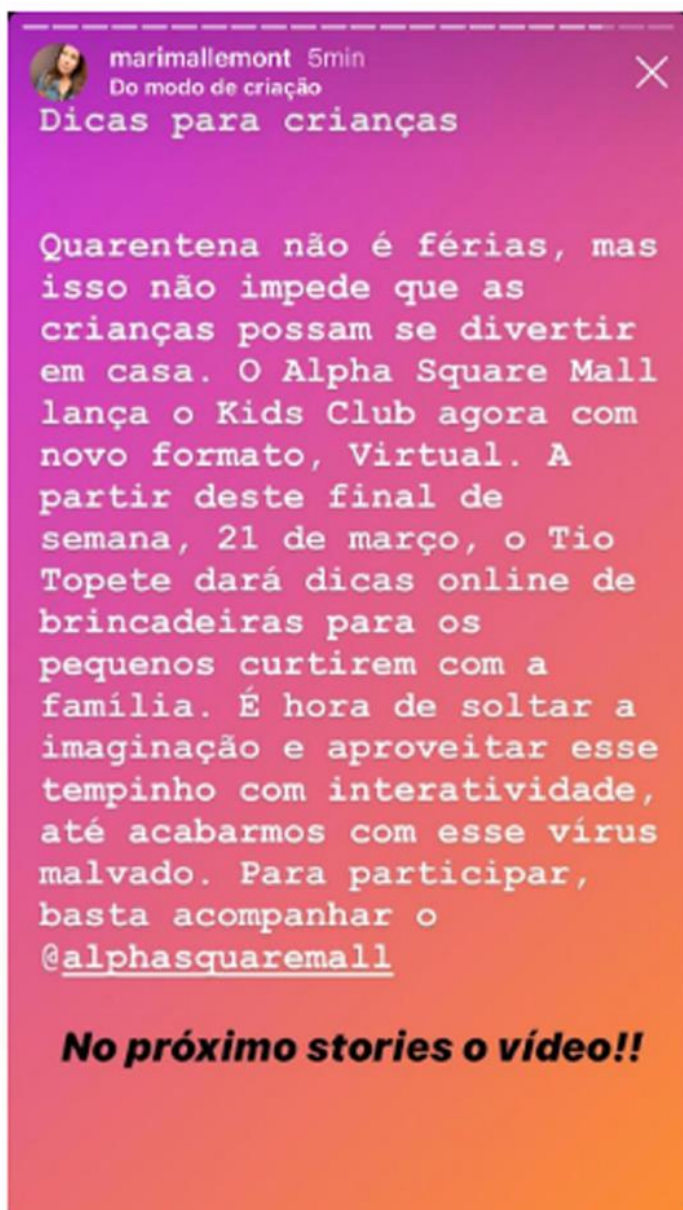 marimallemont 5min
Do modo de criação
Dicas para crianças
Quarentena não é férias, mas
isso não impede que as
crianças possam se divertir
em casa. O Alpha Square Mall
lança o Kids Club agora com
novo formato, Virtual. A
partir deste final de
semana, 21 de março, o Tio
Topete dará dicas online de
brincadeiras para os
pequenos curtirem com a
família. É hora de soltar a
imaginação e aproveitar esse
tempinho com interatividade,
até acabarmos com esse vírus
malvado. Para participar,
basta acompanhar o
@alphasquaremall
No próximo stories o vídeo!!